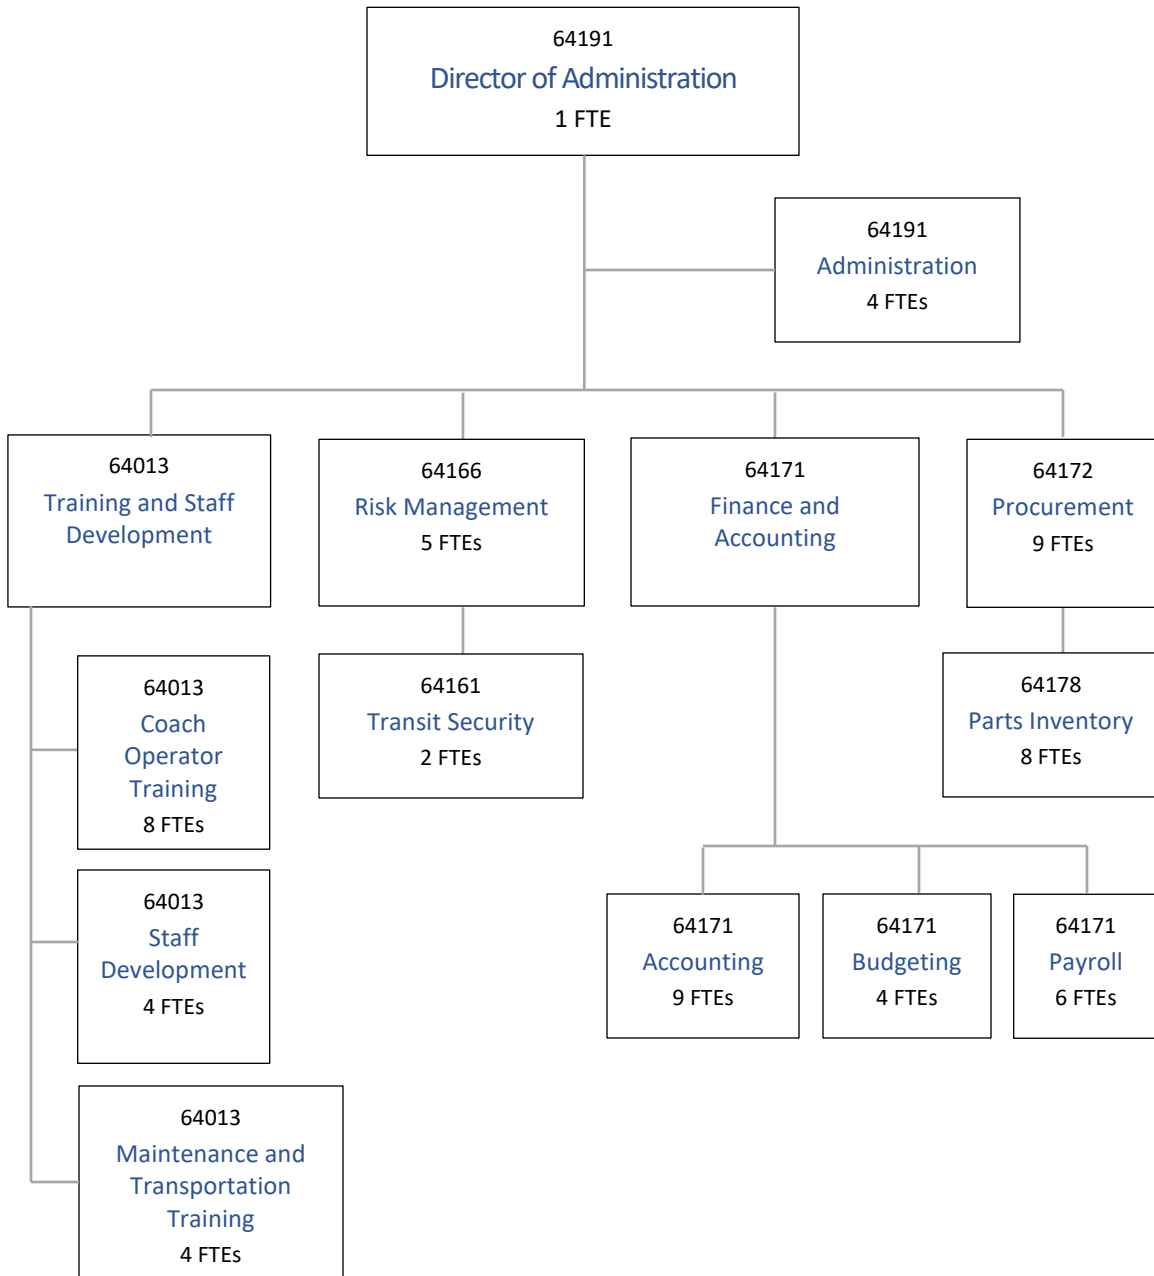 64191
Director of Administration
1 FTE
64191
Administration
4 FTEs
64013
Training and Staff
Development
64166
Risk Management
5 FTEs
64171
Finance and
Accounting
64172
Procurement
9 FTEs
64013
Coach
Operator
Training
8 FTEs
64161
Transit Security
2 FTEs
64178
Parts Inventory
8 FTEs
64013
Staff
Development
4 FTEs
64171
Accounting
9 FTEs
64171
Budgeting
4 FTEs
64171
Payroll
6 FTEs
64013
Maintenance and
Transportation
Training
4 FTEs